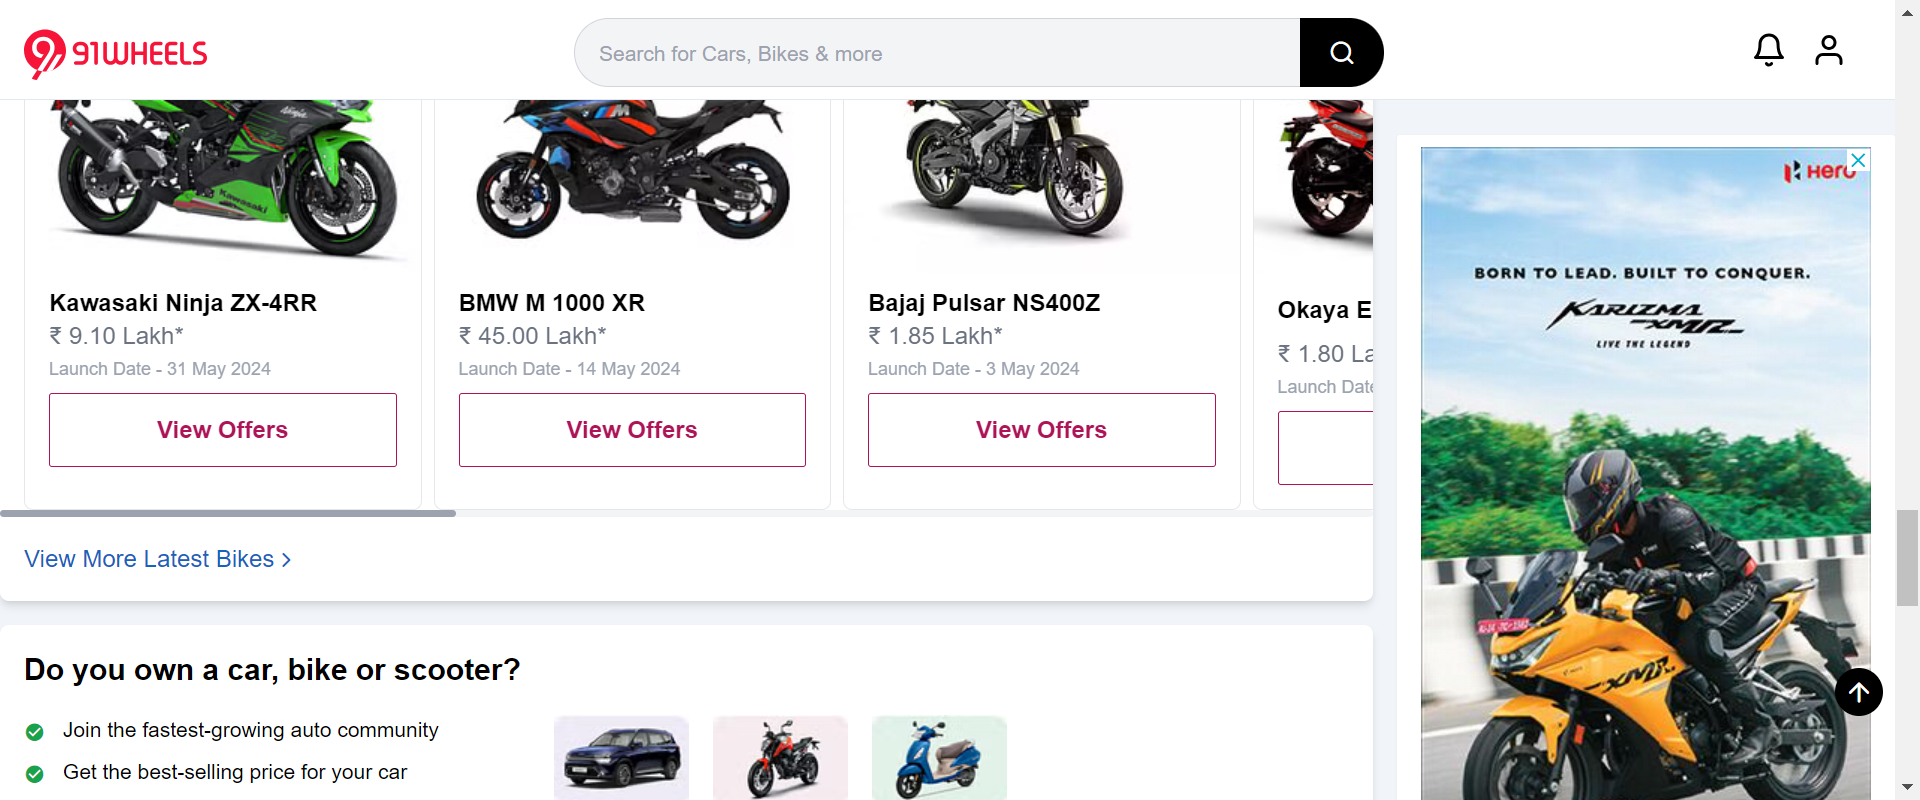 91WHEELS
Search for Cars, Bikes & more
Ninja
Kawasaki
Kawasaki Ninja ZX-4RR
₹ 9.10 Lakh*
Launch Date - 31 May 2024
View Offers
M
BMW M 1000 XR
₹ 45.00 Lakh*
Launch Date - 14 May 2024
View Offers
Bajaj Pulsar NS400Z
₹ 1.85 Lakh*
Launch Date - 3 May 2024
View Offers
Okaya E
₹ 1.80 La
Launch Date
View More Latest Bikes
Do you own a car, bike or scooter?
Join the fastest-growing auto community
Get the best-selling price for your car
Hero
BORN TO LEAD. BUILT TO CONQUER.
KARIZMA
XMR
LIVE THE LEGEND
XMR